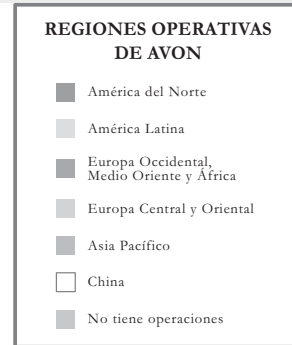 REGIONES OPERATIVAS
DE AVON
América del Norte
América Latina
Europa Occidental,
Medio Oriente y África
Europa Central y Oriental
Asia Pacífico
China
No tiene operaciones